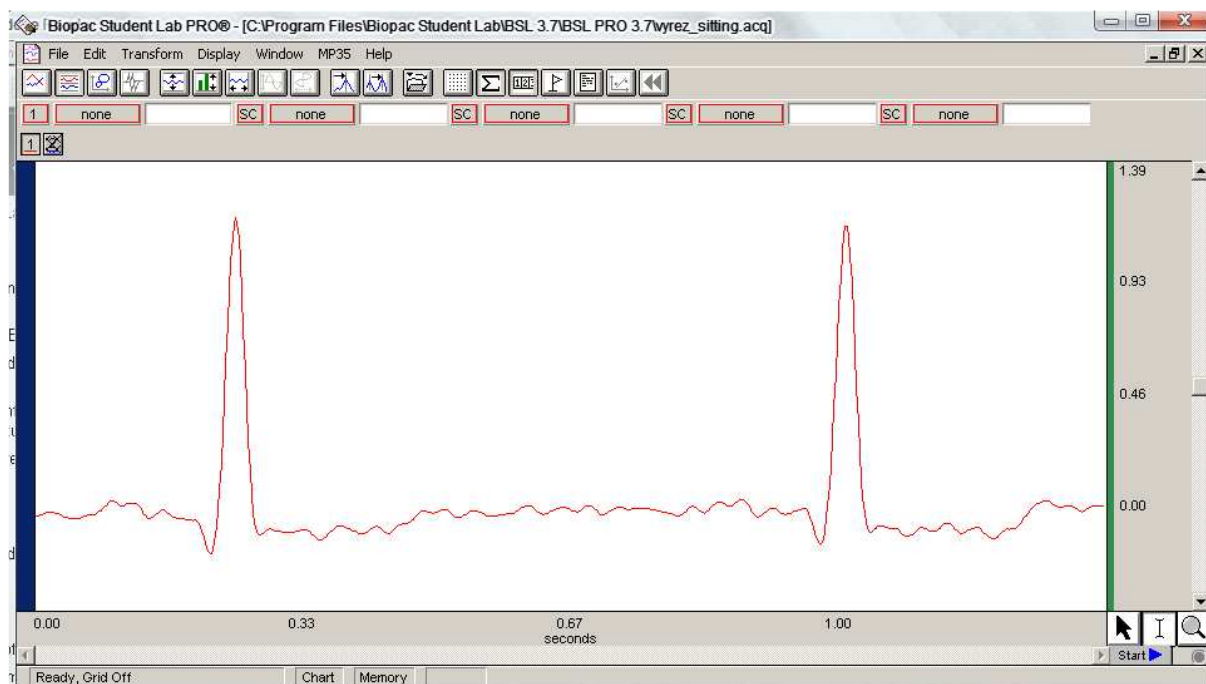 Biopac Student Lab PRO® - [C:\Program Files\Biopac Student Lab\BSL 3.7\BSL PRO 3.7\vyrez_sitting.acq]
File Edit Transform Display Window MP35 Help
1 none SC none SC none SC none SC none
1
1.39
0.93
0.46
0.00
0.00 0.33 0.67 1.00
seconds
Start
Ready, Grid Off Chart Memory